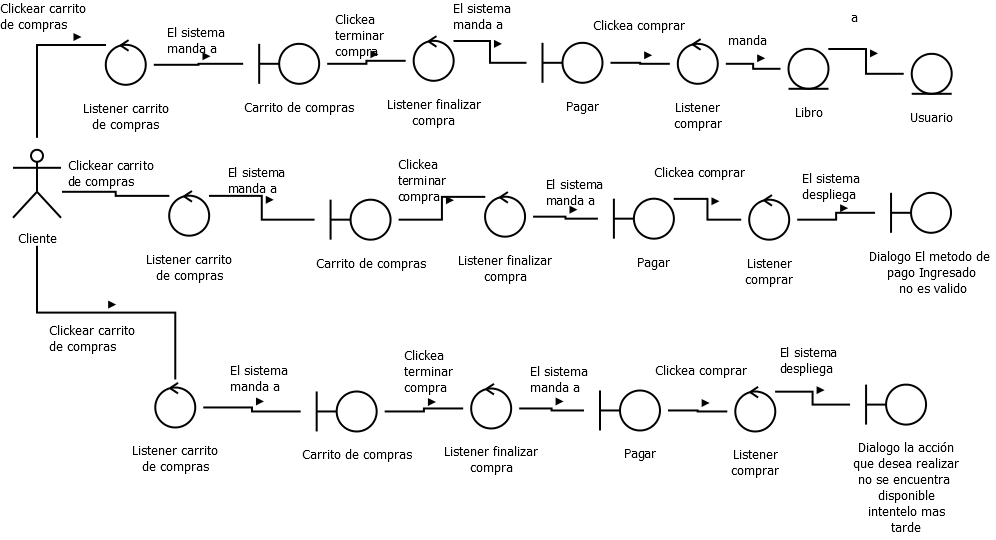 Clickear carrito
de compras
El sistema
manda a
Clickea
terminar
compra
El sistema
manda a
Clickea comprar
manda
a
Listener carrito
de compras
Carrito de compras
Listener finalizar
compra
Pagar
Listener
comprar
Libro
Usuario
Cliente
Clickear carrito
de compras
El sistema
manda a
Clickea
terminar
compra
El sistema
manda a
Clickea comprar
El sistema
despliega
Listener carrito
de compras
Carrito de compras
Listener finalizar
compra
Pagar
Listener
comprar
Dialogo El metodo de
pago Ingresado
no es valido
Clickear carrito
de compras
El sistema
manda a
Clickea
terminar
compra
El sistema
manda a
Clickea comprar
El sistema
despliega
Listener carrito
de compras
Carrito de compras
Listener finalizar
compra
Pagar
Listener
comprar
Dialogo la acción
que desea realizar
no se encuentra
disponible
intentelo mas
tarde